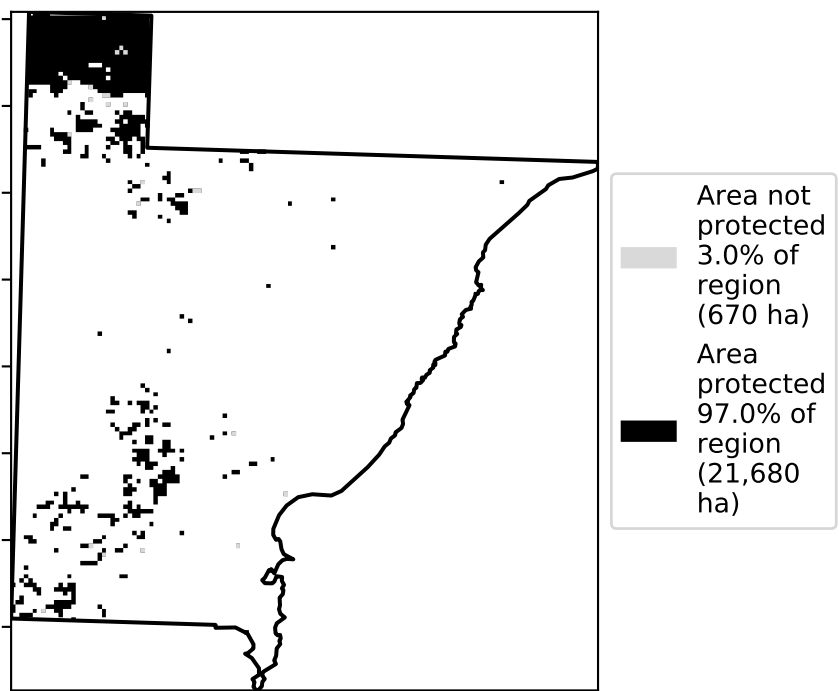 Area not
protected
3.0% of
region
(670 ha)
Area
protected
97.0% of
region
(21,680
ha)